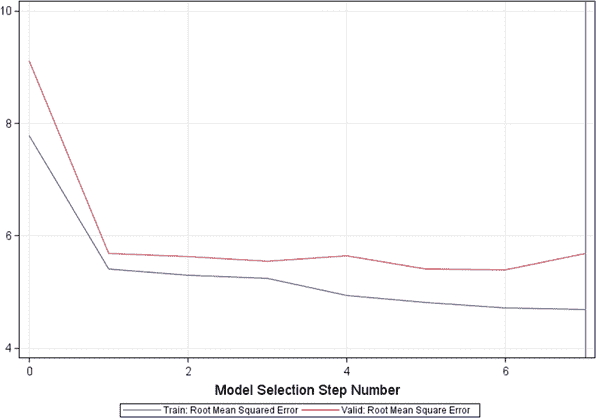 10
8
6
4
0 2 4 6
Model Selection Step Number
Train: Root Mean Squared Error Valid: Root Mean Square Error